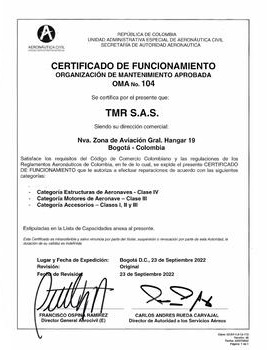 AERONÁUTICA CIVIL
REPÚBLICA DE COLOMBIA
UNIDAD ADMINISTRATIVA ESPECIAL DE AERONÁUTICA CIVIL
SECRETARÍA DE AUTORIDAD AERONÁUTICA
CERTIFICADO DE FUNCIONAMIENTO
ORGANIZACIÓN DE MANTENIMIENTO APROBADA
OMA No. 104
Se certifica por el presente que:
TMR S.A.S.
Siendo su dirección comercial:
Nva. Zona de Aviación Gral. Hangar 19
Bogotá - Colombia
Satisface los requisitos del Código de Comercio Colombiano y las regulaciones de los
Reglamentos Aeronáuticos de Colombia, en fe de lo cual, se expide el presente CERTIFICADO
DE FUNCIONAMIENTO que le autoriza a efectuar reparaciones de acuerdo con las siguientes
categorías:
- Categoría Estructuras de Aeronaves - Clase IV
- Categoría Motores de Aeronave – Clase III
- Categoría Accesorios – Clases I, II y III
Estipuladas en la Lista de Capacidades anexa al presente.
Este Certificado es intransferible y salvo renuncia por parte del titular, suspensión o revocación por parte de esta Autoridad, la
duración es indefinida.
Lugar y Fecha de Expedición: Bogotá D.C., 23 de Septiembre 2022
Revisión: Original
Fecha de Revisión: 23 de Septiembre 2022
FRANCISCO OSPINA RAMÍREZ CARLOS ANDRES RUEDA CARVAJAL
Director General Aerocivil (E) Director de Autoridad a los Servicios Aéreos